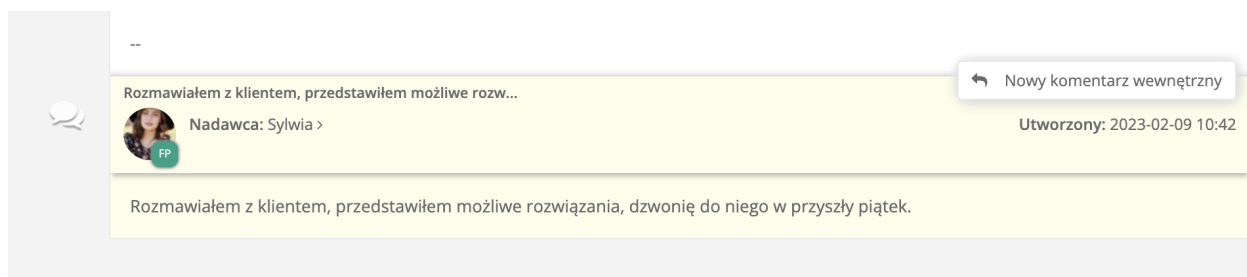 --
Nowy komentarz wewnętrzny
Rozmawiałem z klientem, przedstawiłem możliwe rozw...
Nadawca: Sylwia >
Utworzony: 2023-02-09 10:42
FP
Rozmawiałem z klientem, przedstawiłem możliwe rozwiązania, dzwonię do niego w przyszły piątek.